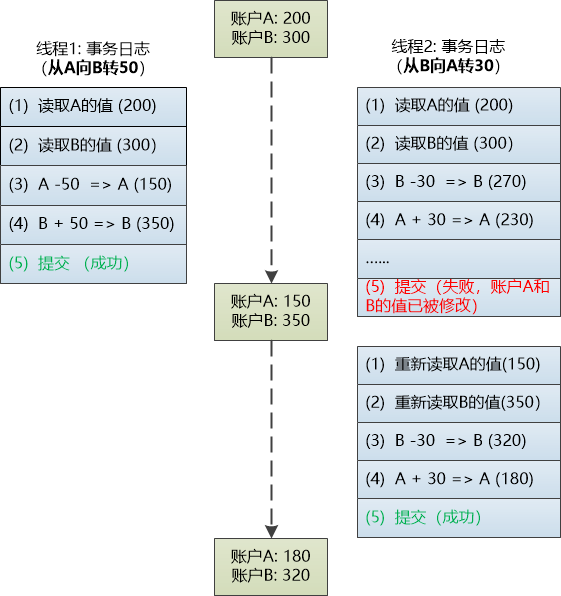 账户A: 200
账户B: 300
线程1: 事务日志
（从A向B转50）
(1) 读取A的值 (200)
(2) 读取B的值 (300）
(3) A -50 => A (150)
(4) B + 50 => B (350)
(5) 提交 （成功）
线程2: 事务日志
（从B向A转30）
(1) 读取A的值 (200)
(2) 读取B的值 (300)
(3) B -30 => B (270)
(4) A + 30 => A (230)
......
(5) 提交（失败，账户A和
B的值已被修改）
账户A: 150
账户B: 350
(1) 重新读取A的值(150)
(2) 重新读取B的值(350）
(3) B -30 => B (320)
(4) A + 30 => A (180)
(5) 提交（成功）
账户A: 180
账户B: 320